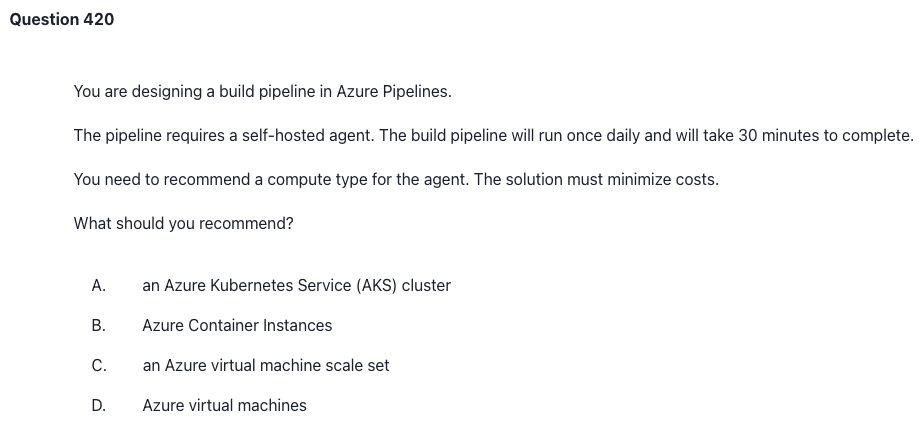 Question 420
You are designing a build pipeline in Azure Pipelines.
The pipeline requires a self-hosted agent. The build pipeline will run once daily and will take 30 minutes to complete.
You need to recommend a compute type for the agent. The solution must minimize costs.
What should you recommend?
A. an Azure Kubernetes Service (AKS) cluster
B. Azure Container Instances
C. an Azure virtual machine scale set
D. Azure virtual machines